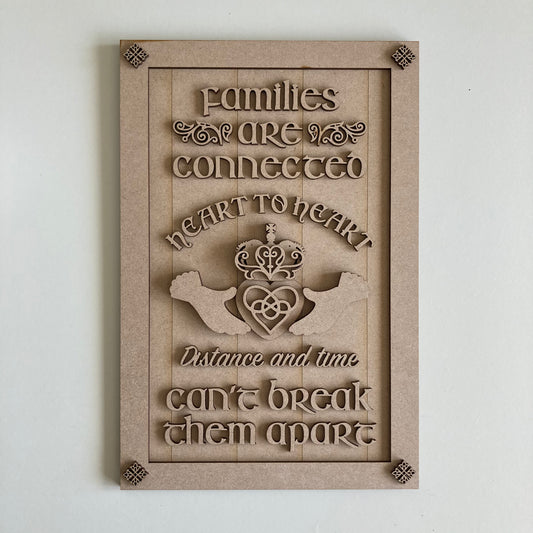 families
are
connected
HEART TO HEART
Distance and time
can't break
them apart